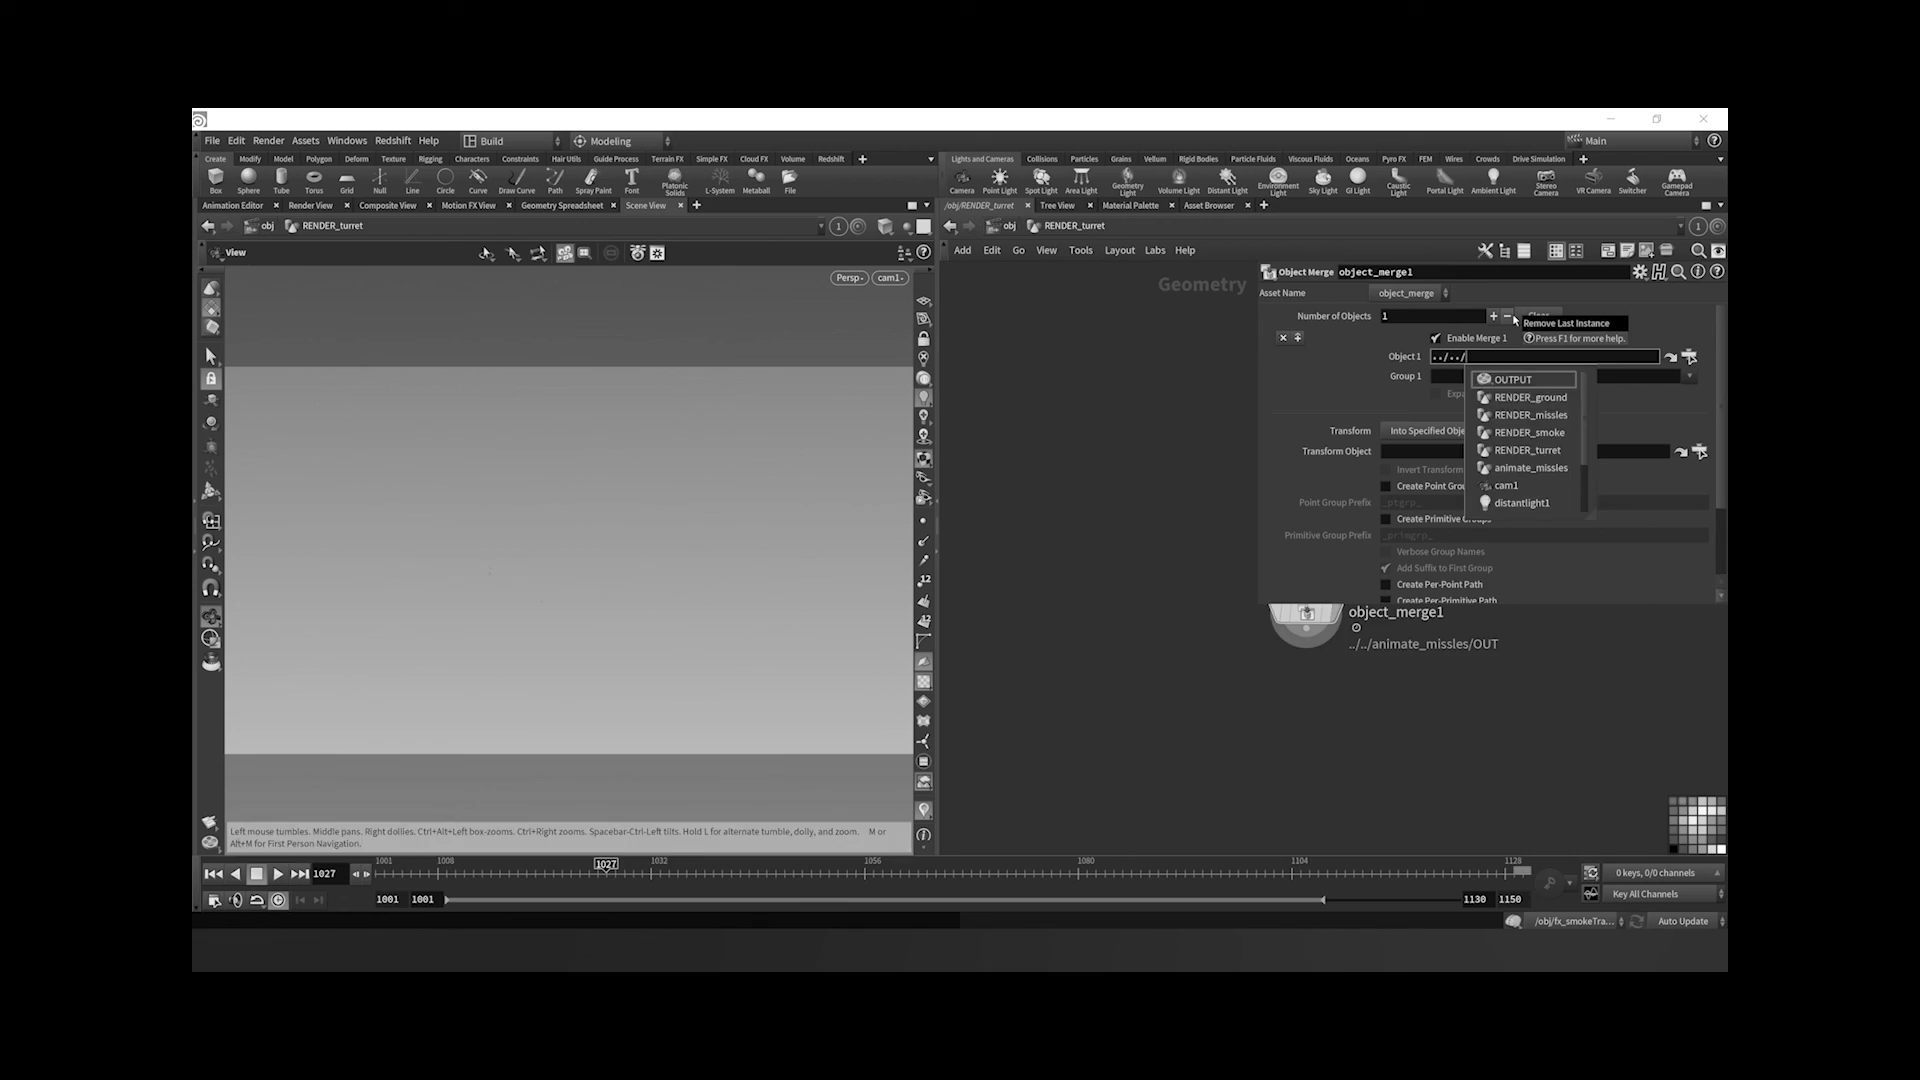 File Edit Render Assets Windows Redshift Help Build Modeling Main
Create Modify Model Polygon Deform Texture Rigging Characters Constraints Hair Utils Guide Process Terrain FX Simple FX Cloud FX Volume Redshift
Lights and Cameras Collisions Particles Grains Vellum Rigid Bodies Particle Fluids Viscous Fluids Oceans Pyro FX FEM Wires Crowds Drive Simulation
Box Sphere Tube Torus Grid Null Line Circle Curve Draw Curve Path Spray Paint Font Platonic Solids L-System Metaball File
Camera Point Light Spot Light Area Light Geometry Light Volume Light Distant Light Environment Light Sky Light GI Light Caustic Light Portal Light Ambient Light Stereo Camera VR Camera Switcher Gamepad Camera
Animation Editor Render View Composite View Motion FX View Geometry Spreadsheet Scene View
/obj/RENDER_turret Tree View Material Palette Asset Browser
obj RENDER_turret 1
obj RENDER_turret 1
View
Add Edit Go View Tools Layout Labs Help
Persp cam1
Geometry
Object Merge object_merge1
Asset Name object_merge
Number of Objects 1
Remove Last Instance
Press F1 for more help.
Enable Merge 1
Object 1 ../../
Group 1
OUTPUT
RENDER_ground
RENDER_missles
RENDER_smoke
RENDER_turret
animate_missles
cam1
distantlight1
Transform Into Specified Obje
Transform Object
Invert Transform
Create Point Grou
Point Group Prefix _ptgrp_
Create Primitive Groups
Primitive Group Prefix _primgrp_
Verbose Group Names
Add Suffix to First Group
Create Per-Point Path
Create Per-Primitive Path
object_merge1
../../animate_missles/OUT
12
12
Left mouse tumbles. Middle pans. Right dollies. Ctrl+Alt+Left box-zooms. Ctrl+Right zooms. Spacebar-Ctrl-Left tilts. Hold L for alternate tumble, dolly, and zoom. M or
Alt+M for First Person Navigation.
1001 1008 1027 1032 1056 1080 1104 1128
1027
0 keys, 0/0 channels
1001 1001 1130 1150
Key All Channels
/obj/fx_smokeTra... Auto Update